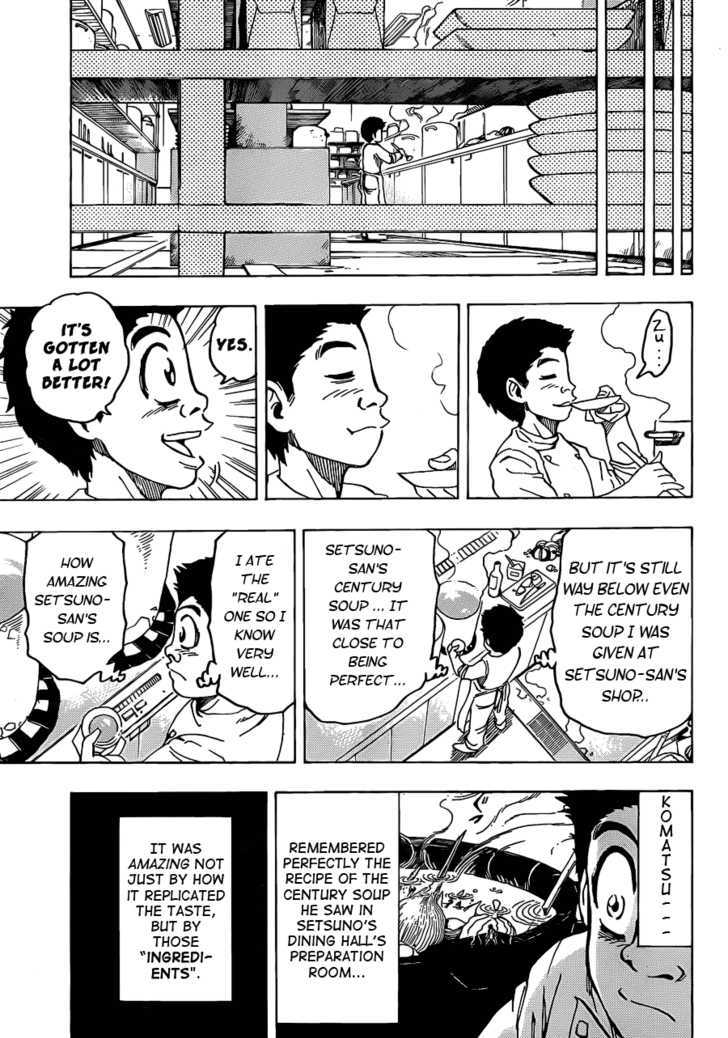 ZU...
YES.
IT'S
GOTTEN
A LOT
BETTER!
BUT IT'S STILL
WAY BELOW EVEN
THE CENTURY
SOUP I WAS
GIVEN AT
SETSUNO-SAN'S
SHOP..
SETSUNO-
SAN'S
CENTURY
SOUP ... IT
WAS THAT
CLOSE TO
BEING
PERFECT...
I ATE
THE
"REAL"
ONE SO I
KNOW
VERY
WELL...
HOW
AMAZING
SETSUNO-
SAN'S
SOUP IS...
KOMATSU---
REMEMBERED
PERFECTLY THE
RECIPE OF THE
CENTURY SOUP
HE SAW IN
SETSUNO'S
DINING HALL'S
PREPARATION
ROOM...
IT WAS
AMAZING NOT
JUST BY HOW
IT REPLICATED
THE TASTE,
BUT BY
THOSE
"INGREDI-
ENTS".